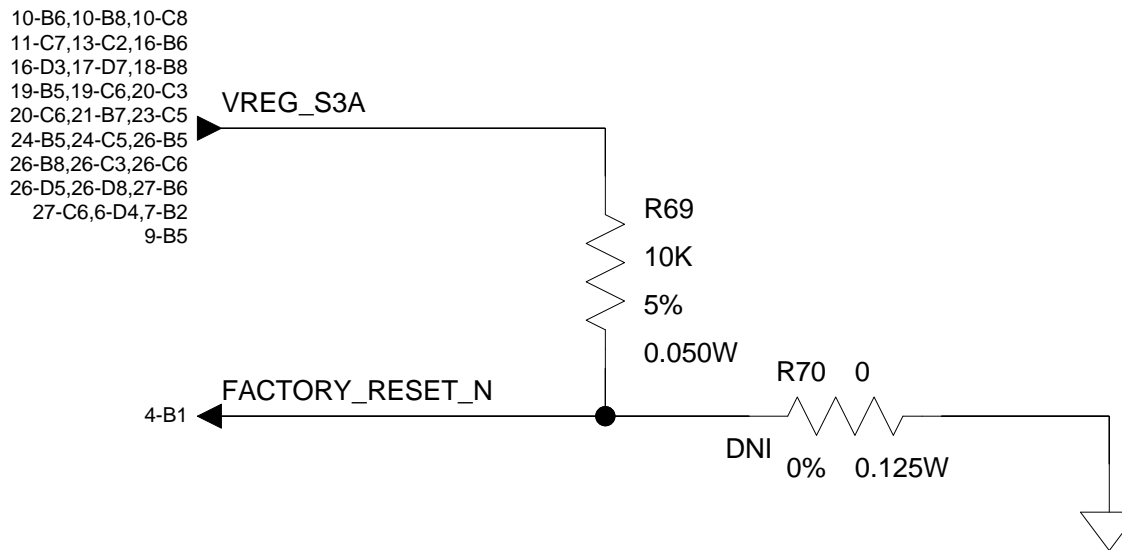 10-B6,10-B8,10-C8
11-C7,13-C2,16-B6
16-D3,17-D7,18-B8
19-B5,19-C6,20-C3
20-C6,21-B7,23-C5
24-B5,24-C5,26-B5
26-B8,26-C3,26-C6
26-D5,26-D8,27-B6
27-C6,6-D4,7-B2
9-B5
VREG_S3A
R69
10K
5%
0.050W
R70 0
FACTORY_RESET_N
4-B1
DNI
0% 0.125W